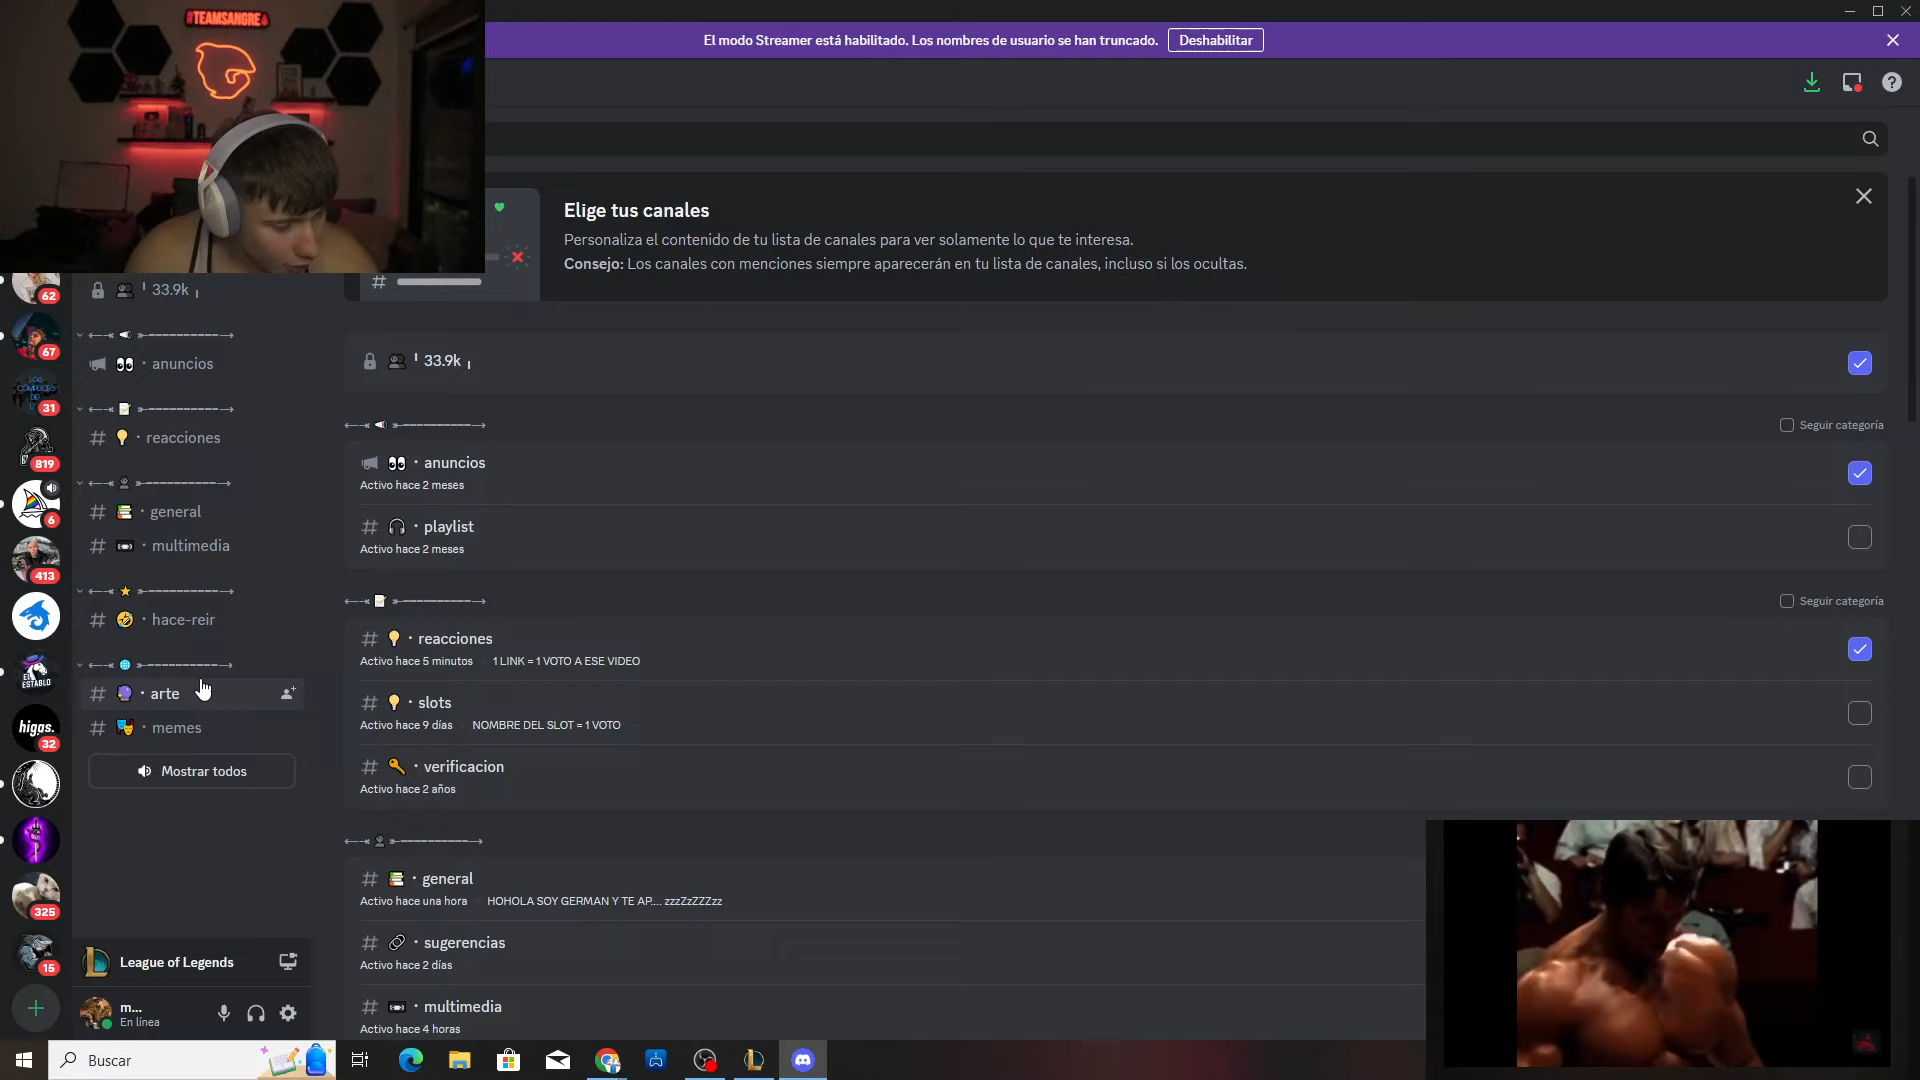 #TEAMSANGRE
El modo Streamer está habilitado. Los nombres de usuario se han truncado.
Deshabilitar
Elige tus canales
Personaliza el contenido de tu lista de canales para ver solamente lo que te interesa.
Consejo: Los canales con menciones siempre aparecerán en tu lista de canales, incluso si los ocultas.
62
67
31
819
6
413
EL ESTABLO
higgs.
32
325
15
33.9k
anuncios
reacciones
general
multimedia
hace-reir
arte
memes
Mostrar todos
League of Legends
m...
En línea
33.9k
Seguir categoría
anuncios
Activo hace 2 meses
playlist
Activo hace 2 meses
Seguir categoría
reacciones
Activo hace 5 minutos 1 LINK = 1 VOTO A ESE VIDEO
slots
Activo hace 9 días NOMBRE DEL SLOT = 1 VOTO
verificacion
Activo hace 2 años
general
Activo hace una hora HOHOLA SOY GERMAN Y TE AP.... zzzZzZZZzz
sugerencias
Activo hace 2 días
multimedia
Activo hace 4 horas
Buscar